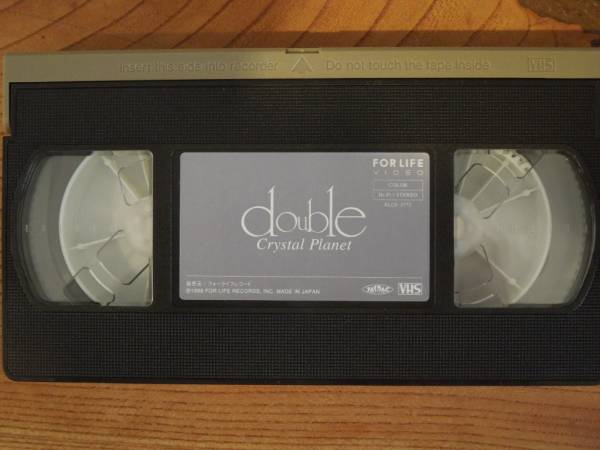 Insert this side into recorder
Do not touch the tape inside
VHS
FOR LIFE
VIDEO
COLOR
Hi-Fi・STEREO
double
Crystal Planet
販売元:フォーライフレコード
FOR LIFE RECORDS, INC. MADE IN JAPAN
VHS